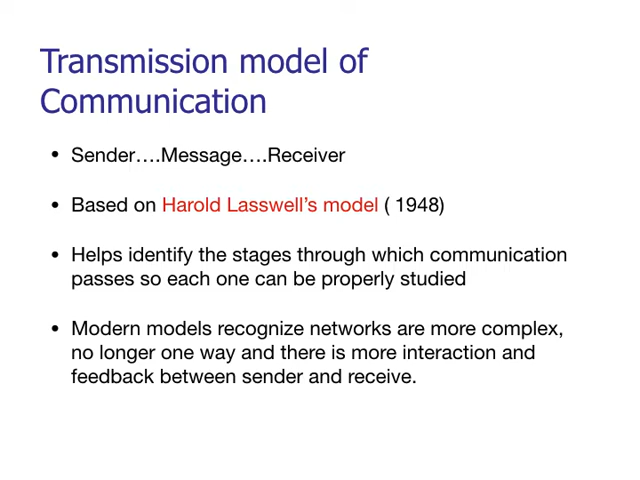 Transmission model of
Communication
• Sender….Message….Receiver
• Based on Harold Lasswell’s model ( 1948)
• Helps identify the stages through which communication
passes so each one can be properly studied
• Modern models recognize networks are more complex,
no longer one way and there is more interaction and
feedback between sender and receive.